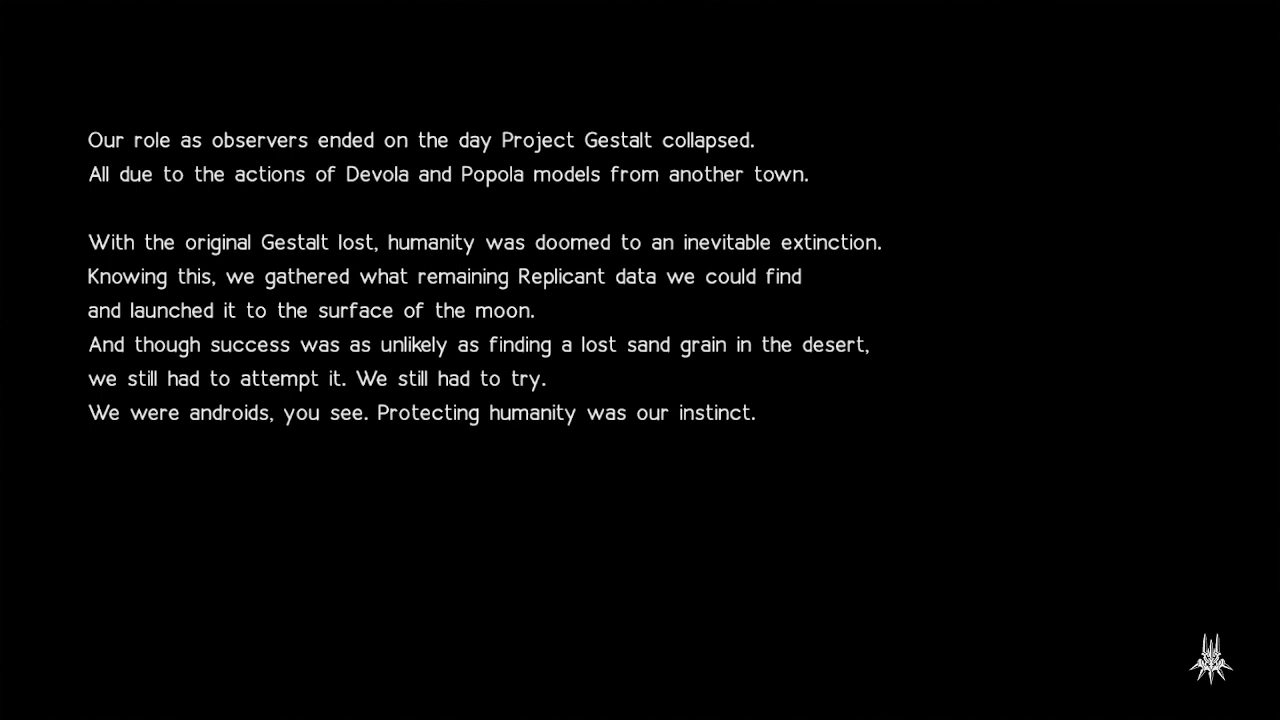 Our role as observers ended on the day Project Gestalt collapsed.
All due to the actions of Devola and Popola models from another town.
With the original Gestalt lost, humanity was doomed to an inevitable extinction.
Knowing this, we gathered what remaining Replicant data we could find
and launched it to the surface of the moon.
And though success was as unlikely as finding a lost sand grain in the desert,
we still had to attempt it. We still had to try.
We were androids, you see. Protecting humanity was our instinct.